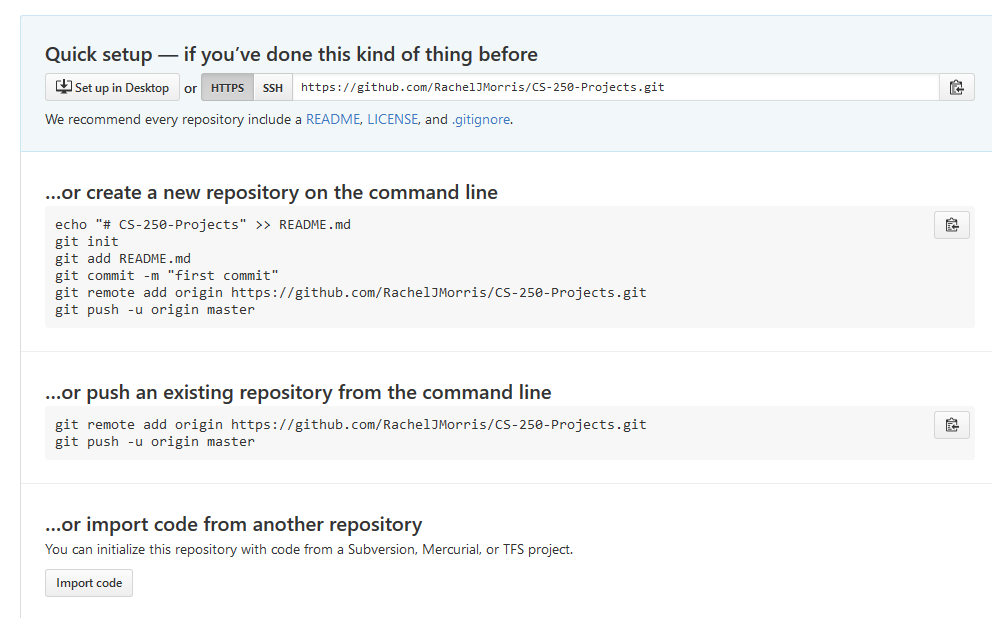 Quick setup — if you’ve done this kind of thing before
Set up in Desktop or HTTPS SSH https://github.com/RachelJMorris/CS-250-Projects.git
We recommend every repository include a README, LICENSE, and .gitignore.
…or create a new repository on the command line
echo "# CS-250-Projects" >> README.md
git init
git add README.md
git commit -m "first commit"
git remote add origin https://github.com/RachelJMorris/CS-250-Projects.git
git push -u origin master
…or push an existing repository from the command line
git remote add origin https://github.com/RachelJMorris/CS-250-Projects.git
git push -u origin master
…or import code from another repository
You can initialize this repository with code from a Subversion, Mercurial, or TFS project.
Import code